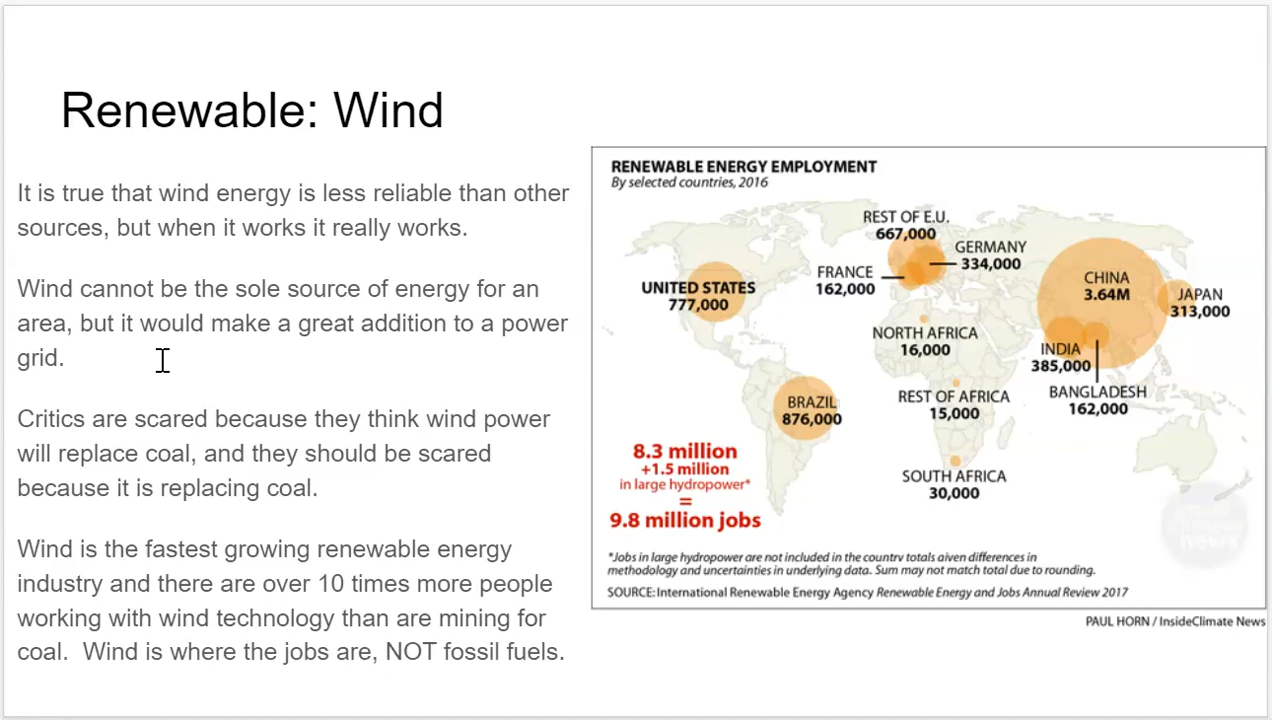 Renewable: Wind
It is true that wind energy is less reliable than other
sources, but when it works it really works.
Wind cannot be the sole source of energy for an
area, but it would make a great addition to a power
grid.
Critics are scared because they think wind power
will replace coal, and they should be scared
because it is replacing coal.
Wind is the fastest growing renewable energy
industry and there are over 10 times more people
working with wind technology than are mining for
coal.  Wind is where the jobs are, NOT fossil fuels.
RENEWABLE ENERGY EMPLOYMENT
By selected countries, 2016
REST OF E.U.
667,000
GERMANY
334,000
FRANCE
162,000
UNITED STATES
777,000
CHINA
3.64M
JAPAN
313,000
NORTH AFRICA
16,000
INDIA
385,000
BANGLADESH
162,000
REST OF AFRICA
15,000
BRAZIL
876,000
SOUTH AFRICA
30,000
8.3 million
+1.5 million
in large hydropower*
=
9.8 million jobs
*Jobs in large hydropower are not included in the country totals given differences in
methodology and uncertainties in underlying data. Sum may not match total due to rounding.
SOURCE: International Renewable Energy Agency Renewable Energy and Jobs Annual Review 2017
PAUL HORN / InsideClimate News